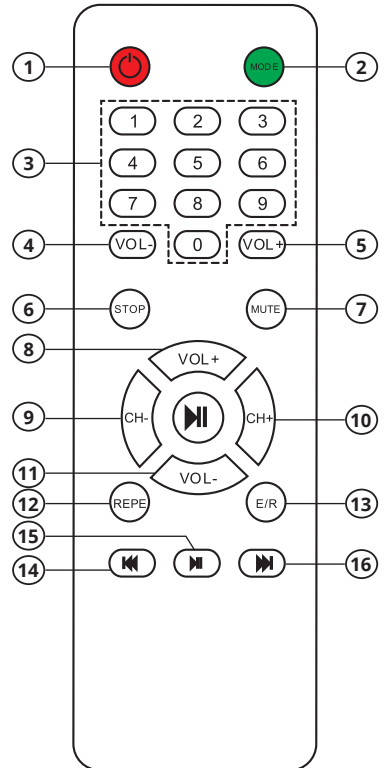 1 MODE 2
1 2 3
3 4 5 6
7 8 9
4 VOL- 0 VOL+ 5
6 STOP MUTE 7
8 VOL+
9 CH- CH+ 10
11 VOL-
12 REPE E/R 13
15
14 16